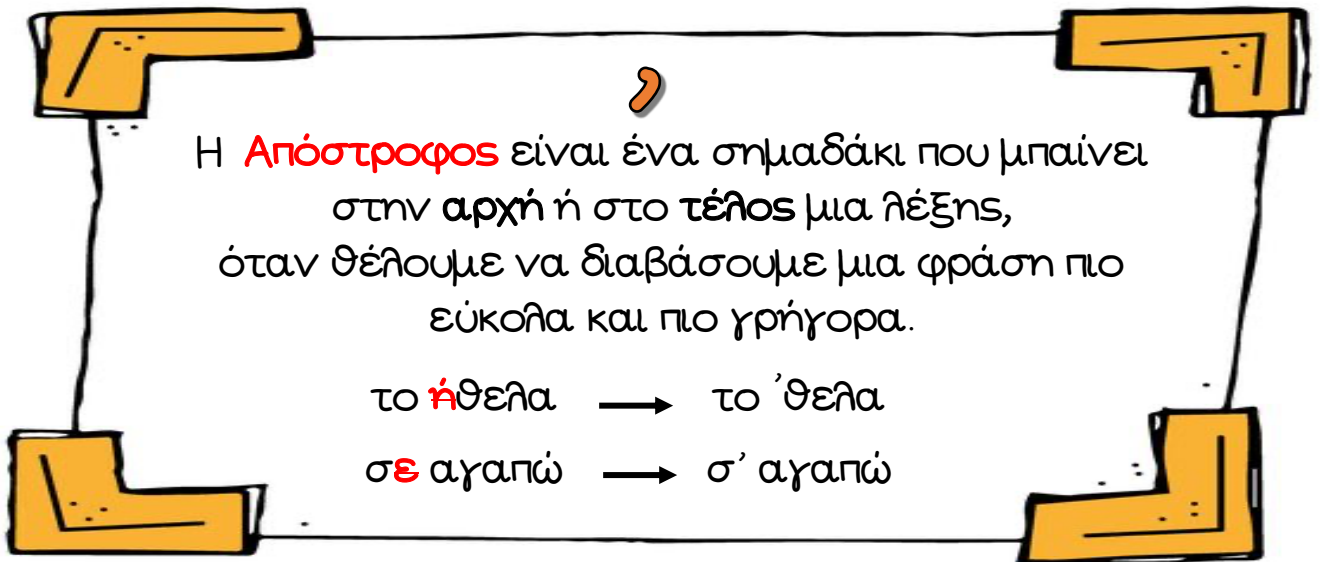 ᾽
Η Απόστροφος είναι ένα σημαδάκι που μπαίνει
στην αρχή ή στο τέλος μια λέξης,
όταν θέλουμε να διαβάσουμε μια φράση πιο
εύκολα και πιο γρήγορα.
το ήθελα → το ᾽θελα
σε αγαπώ → σ᾽ αγαπώ